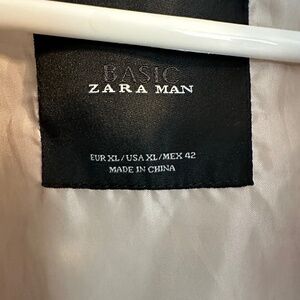 BASIC
ZARA MAN
EUR XL / USA XL / MEX 42
MADE IN CHINA